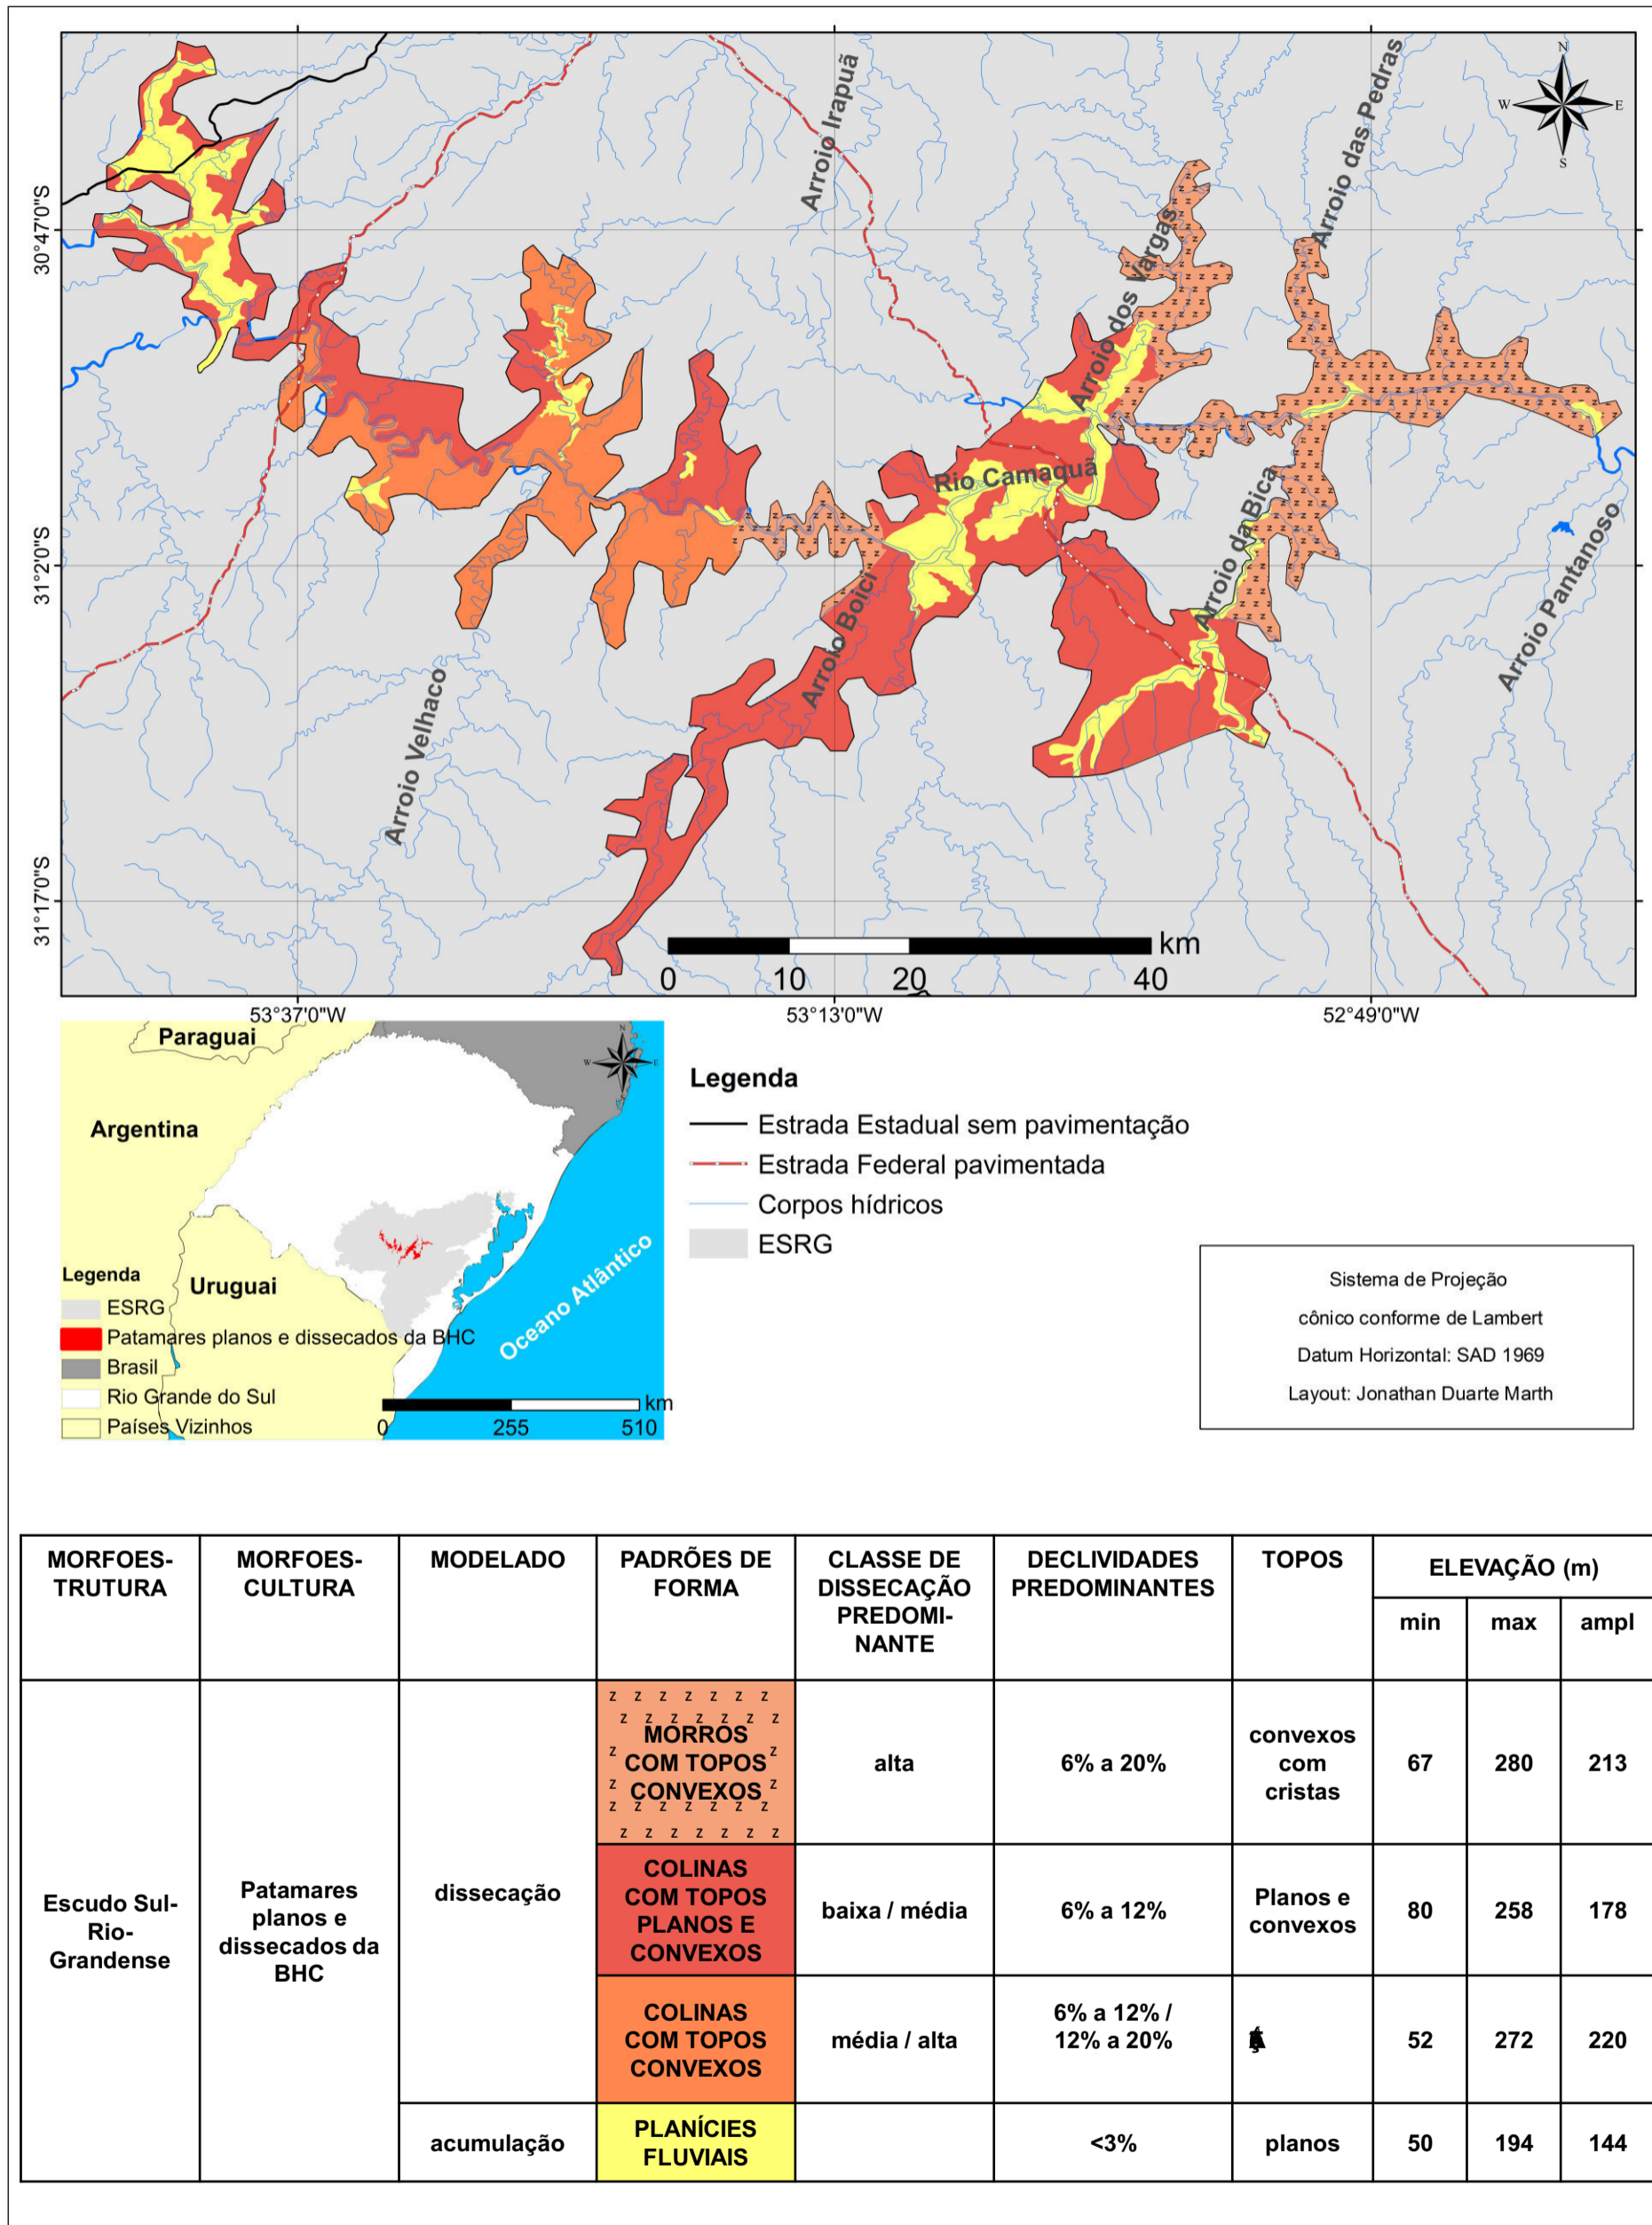 Arroio Irapuã
Arroio das Pedras
N
W
E
S
30°47'0"S
Arroio dos Vargas
Rio Camaquã
Arroio da Bica
31°2'0"S
Arroio Boici
Arroio Pantanoso
Arroio Velhaco
31°17'0"S
km
0 10 20 40
53°37'0"W
53°13'0"W
52°49'0"W
Paraguai
N
W
E
Argentina
Uruguai
Oceano Atlântico
Legenda
ESRG
Patamares planos e dissecados da BHC
Brasil
Rio Grande do Sul
Países Vizinhos
km
0 255 510
Legenda
Estrada Estadual sem pavimentação
Estrada Federal pavimentada
Corpos hídricos
ESRG
Sistema de Projeção
cônico conforme de Lambert
Datum Horizontal: SAD 1969
Layout: Jonathan Duarte Marth
MORFOES-
TRUTURA
MORFOES-
CULTURA
MODELADO
PADRÕES DE
FORMA
CLASSE DE
DISSECAÇÃO
PREDOMI-
NANTE
DECLIVIDADES
PREDOMINANTES
TOPOS
ELEVAÇÃO (m)
min
max
ampl
Escudo Sul-
Rio-
Grandense
Patamares
planos e
dissecados da
BHC
dissecação
MORROS
COM TOPOS
CONVEXOS
alta
6% a 20%
convexos
com
cristas
67
280
213
COLINAS
COM TOPOS
PLANOS E
CONVEXOS
baixa / média
6% a 12%
Planos e
convexos
80
258
178
COLINAS
COM TOPOS
CONVEXOS
média / alta
6% a 12% /
12% a 20%
52
272
220
acumulação
PLANÍCIES
FLUVIAIS
<3%
planos
50
194
144